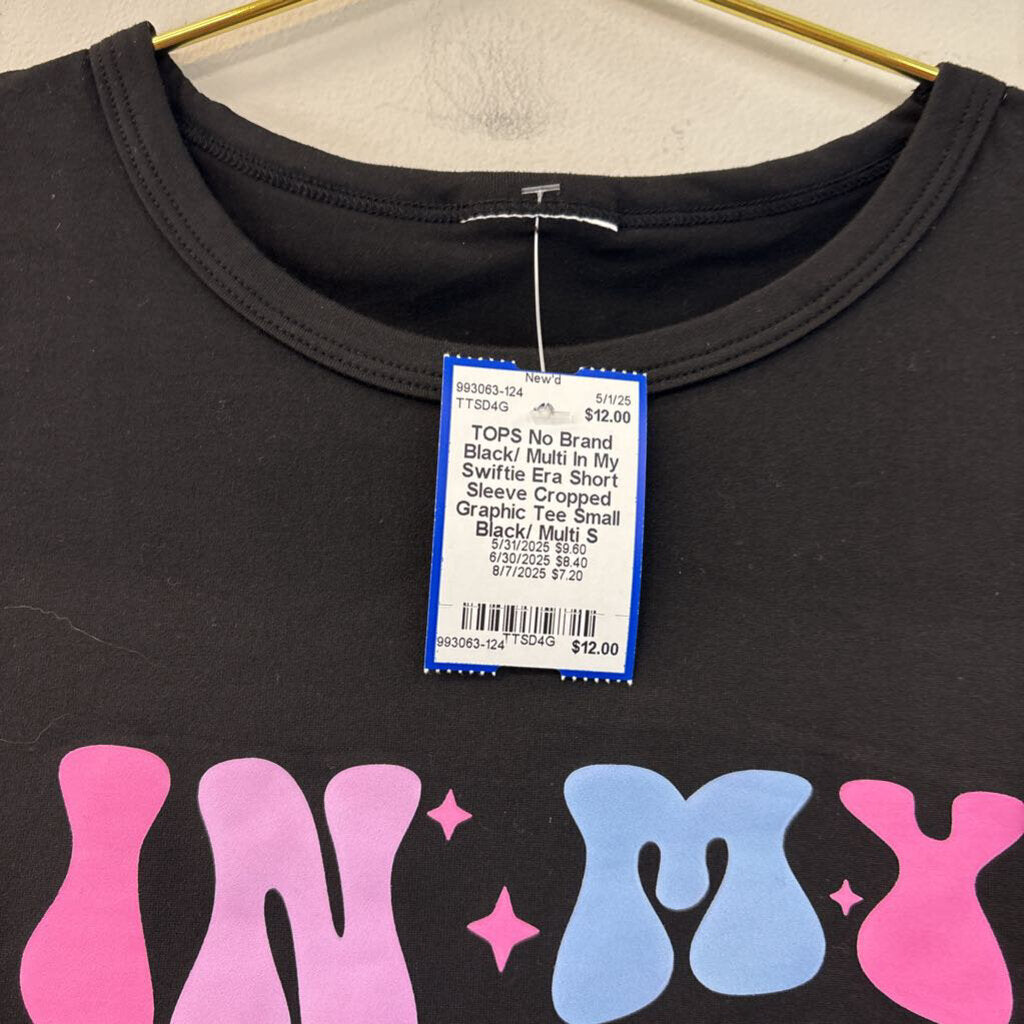 New'd
993063-124 5/1/25
TTSD4G $12.00
TOPS No Brand
Black/ Multi In My
Swiftie Era Short
Sleeve Cropped
Graphic Tee Small
Black/ Multi S
5/31/2025 $9.60
6/30/2025 $8.40
8/7/2025 $7.20
993063-124 TTSD4G $12.00
IN MY